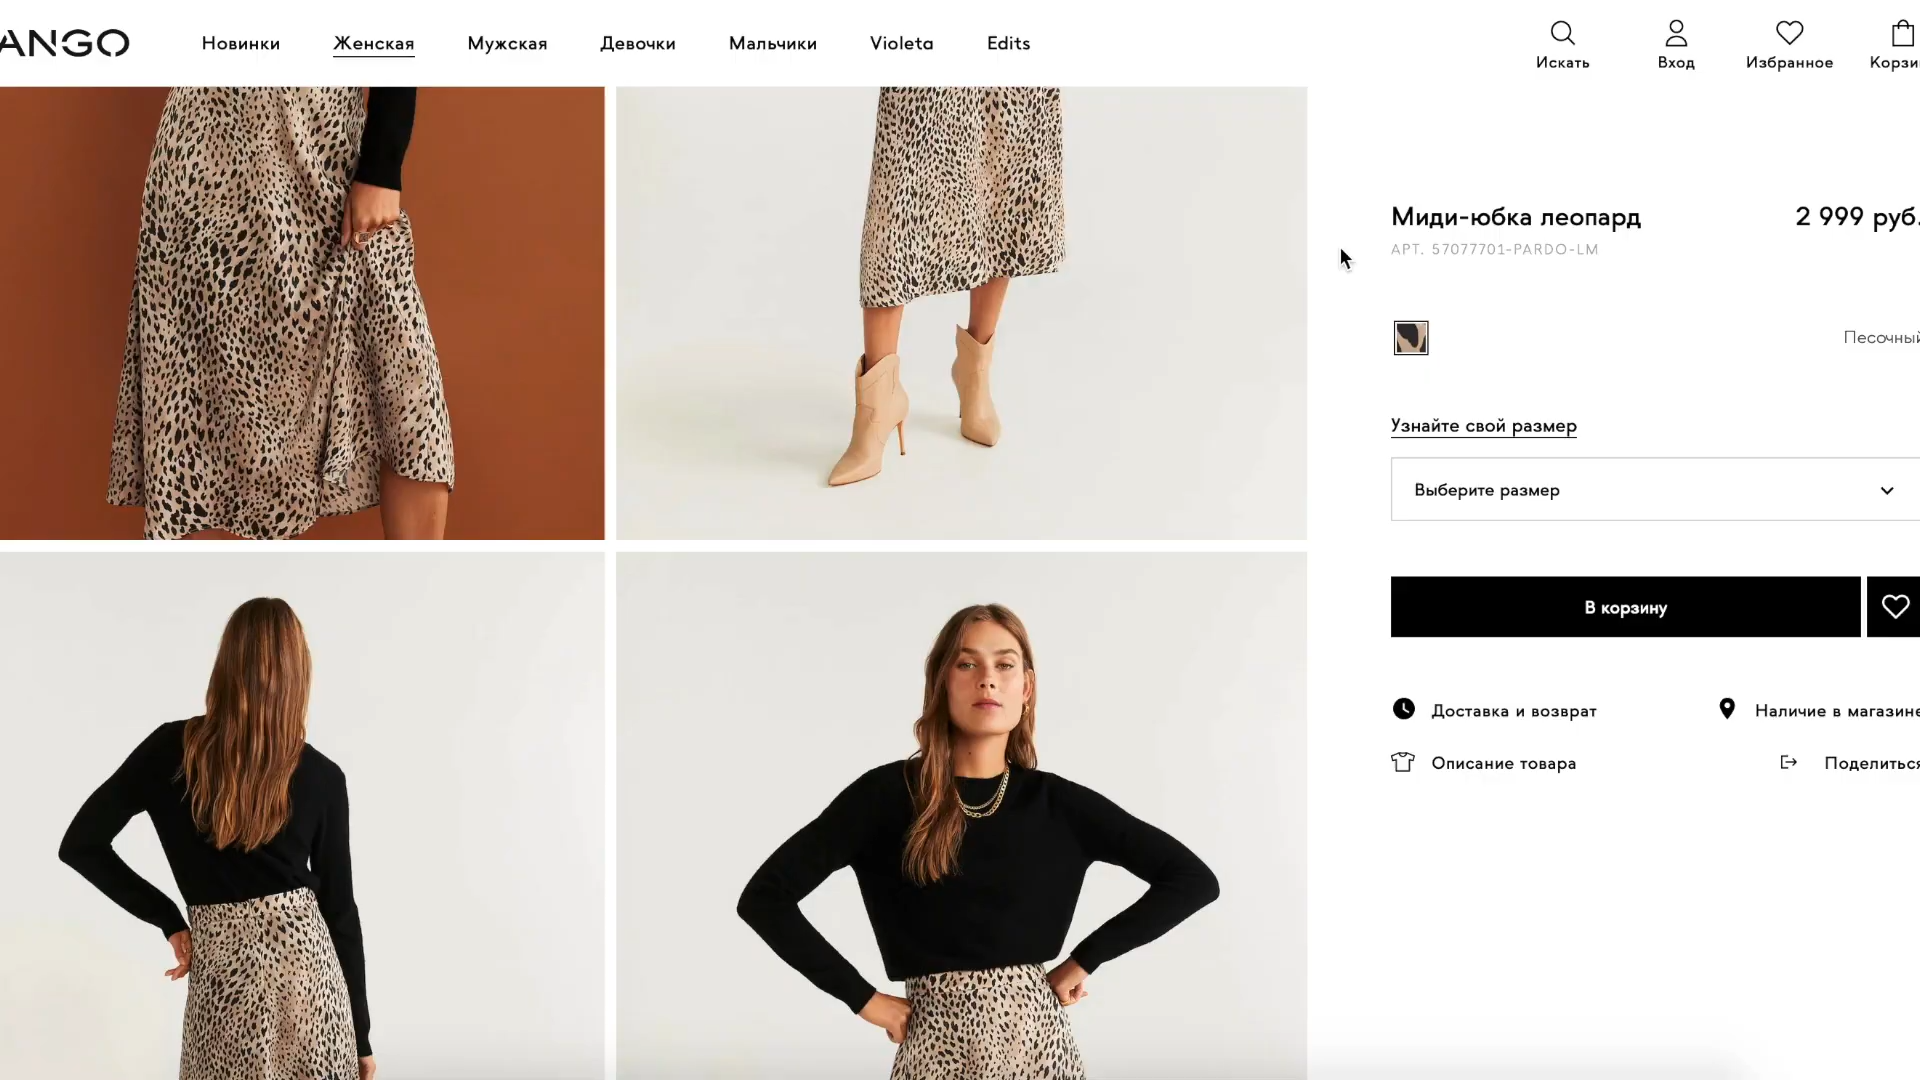 ANGO
Новинки Женская Мужская Девочки Мальчики Violeta Edits
Искать Вход Избранное
Миди-юбка леопард 2 999 руб.
АРТ. 57077701-PARDO-LM
Песочный
Узнайте свой размер
Выберите размер
В корзину
Доставка и возврат Наличие в магазине
Описание товара Поделиться